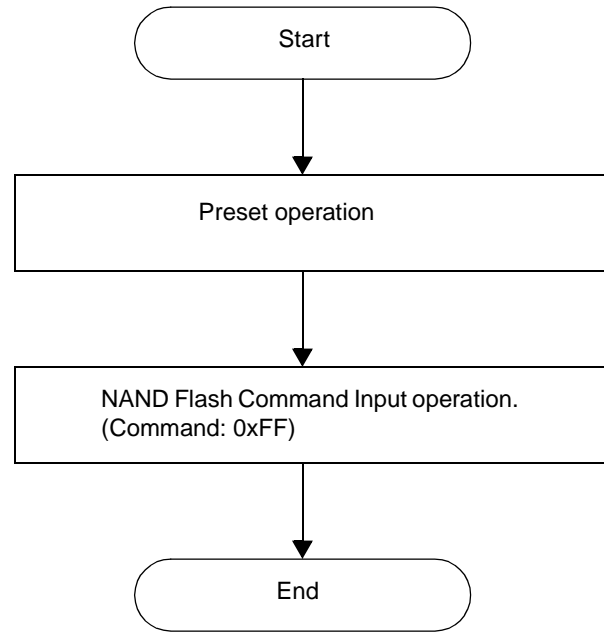 Start
Preset operation
NAND Flash Command Input operation.
(Command: 0xFF)
End